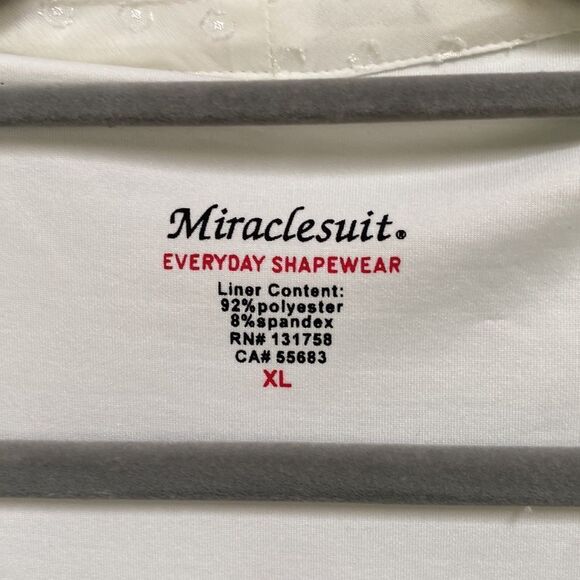 Miraclesuit®
EVERYDAY SHAPEWEAR
Liner Content:
92%polyester
8%spandex
RN# 131758
CA# 55683
XL